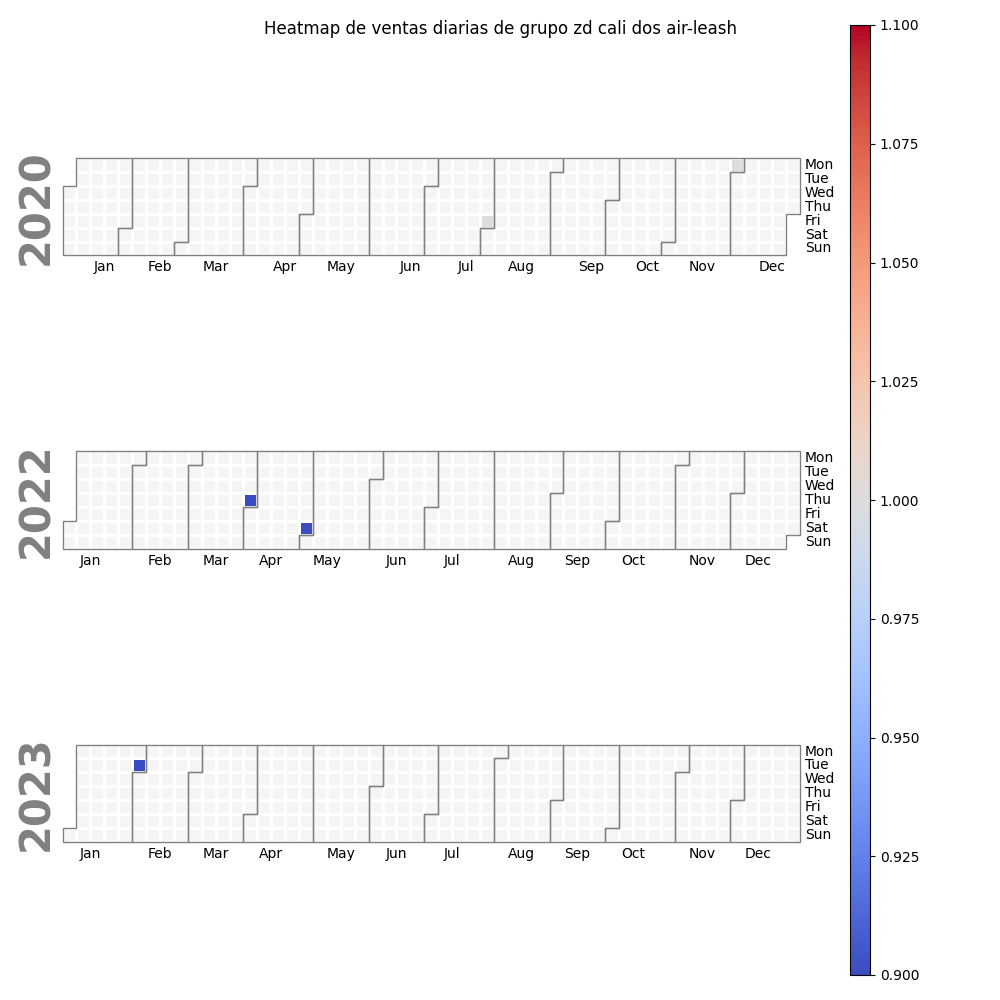 Heatmap de ventas diarias de grupo zd cali dos air-leash
2020
Mon
Tue
Wed
Thu
Fri
Sat
Sun
Jan Feb Mar Apr May Jun Jul Aug Sep Oct Nov Dec
2022
Mon
Tue
Wed
Thu
Fri
Sat
Sun
Jan Feb Mar Apr May Jun Jul Aug Sep Oct Nov Dec
2023
Mon
Tue
Wed
Thu
Fri
Sat
Sun
Jan Feb Mar Apr May Jun Jul Aug Sep Oct Nov Dec
1.100
1.075
1.050
1.025
1.000
0.975
0.950
0.925
0.900